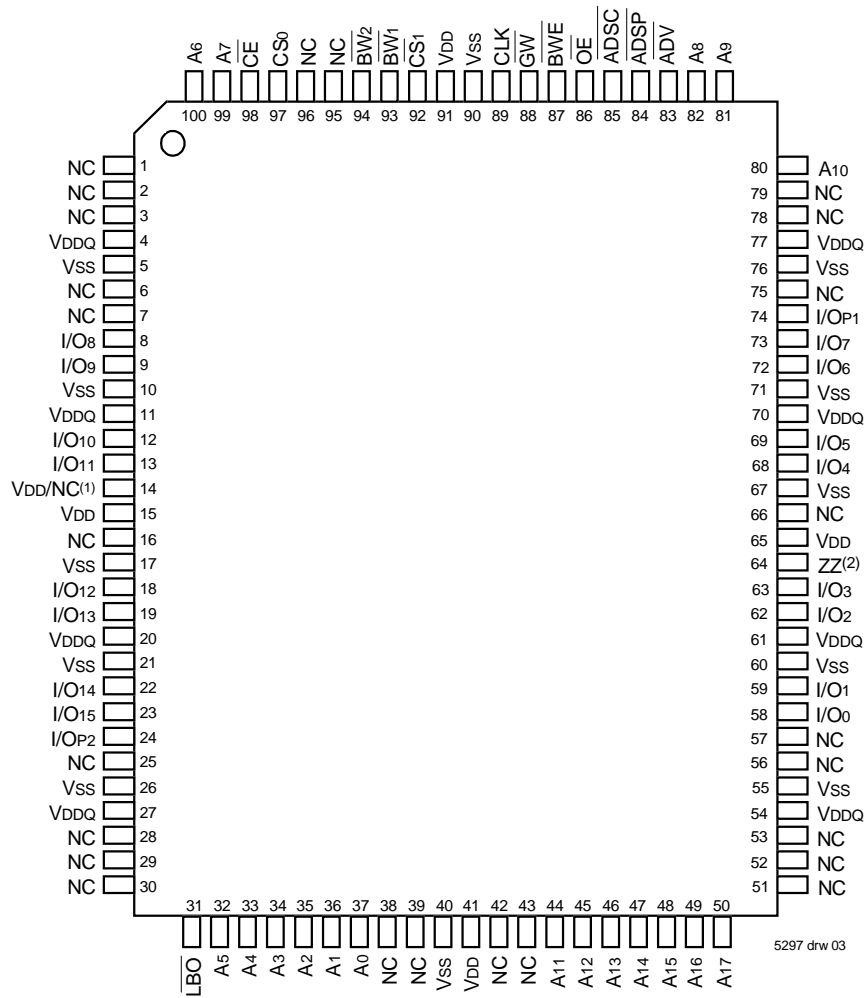 A6 A7 CE CS0 NC NC BW2 BW1 CS1 VDD VSS CLK GW BWE OE ADSC ADSP ADV A8 A9
100 99 98 97 96 95 94 93 92 91 90 89 88 87 86 85 84 83 82 81
NC 1 80 A10
NC 2 79 NC
NC 3 78 NC
VDDQ 4 77 VDDQ
VSS 5 76 VSS
NC 6 75 NC
NC 7 74 I/OP1
I/O8 8 73 I/O7
I/O9 9 72 I/O6
VSS 10 71 VSS
VDDQ 11 70 VDDQ
I/O10 12 69 I/O5
I/O11 13 68 I/O4
VDD/NC(1) 14 67 VSS
VDD 15 66 NC
NC 16 65 VDD
VSS 17 64 ZZ(2)
I/O12 18 63 I/O3
I/O13 19 62 I/O2
VDDQ 20 61 VDDQ
VSS 21 60 VSS
I/O14 22 59 I/O1
I/O15 23 58 I/O0
I/OP2 24 57 NC
NC 25 56 NC
VSS 26 55 VSS
VDDQ 27 54 VDDQ
NC 28 53 NC
NC 29 52 NC
NC 30 51 NC
31 32 33 34 35 36 37 38 39 40 41 42 43 44 45 46 47 48 49 50
LBO A5 A4 A3 A2 A1 A0 NC NC VSS VDD NC NC A11 A12 A13 A14 A15 A16 A17
5297 drw 03